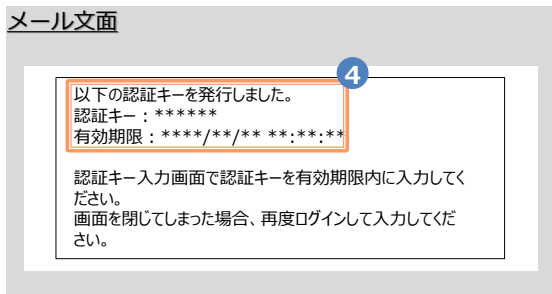 メール文面
4
以下の認証キーを発行しました。
認証キー：******
有効期限：****/**/** **:**:**
認証キー入力画面で認証キーを有効期限内に入力してく
ださい。
画面を閉じてしまった場合、再度ログインして入力してくだ
さい。